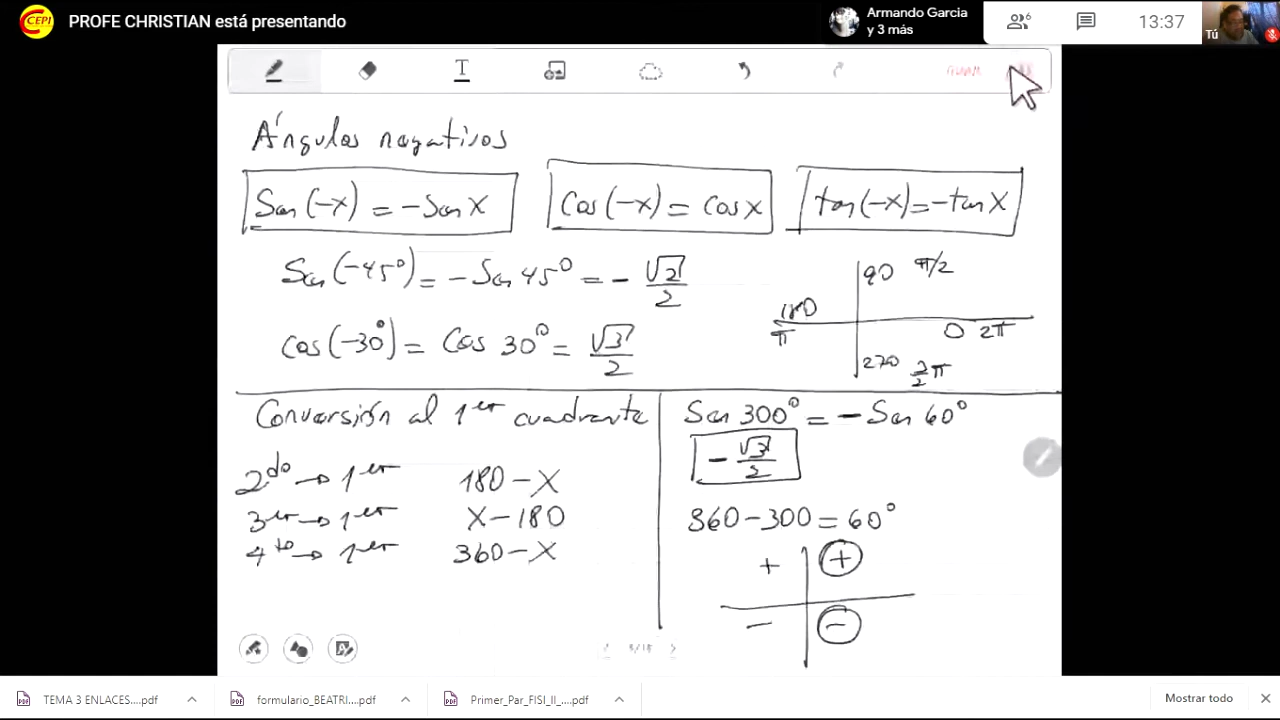 CEPI PROFE CHRISTIAN está presentando
Armando Garcia
y 3 más
6
13:37
Tú
T
Ángulos negativos
Sen(-x) = -Sen x
Cos(-x) = cos x
tan(-x) = -tan x
Sen(-45°) = -Sen 45° = -√2/2
cos(-30°) = Cos 30° = √3/2
90 π/2
180
π
0 2π
270 3/2 π
Conversión al 1er cuadrante
2do → 1er 180-x
3er → 1er x-180
4to → 1er 360-x
Sen 300° = -Sen 60°
-√3/2
360-300 = 60°
+ +
- -
TEMA 3 ENLACES....pdf
formulario_BEATRI....pdf
Primer_Par_FISI_II_....pdf
Mostrar todo